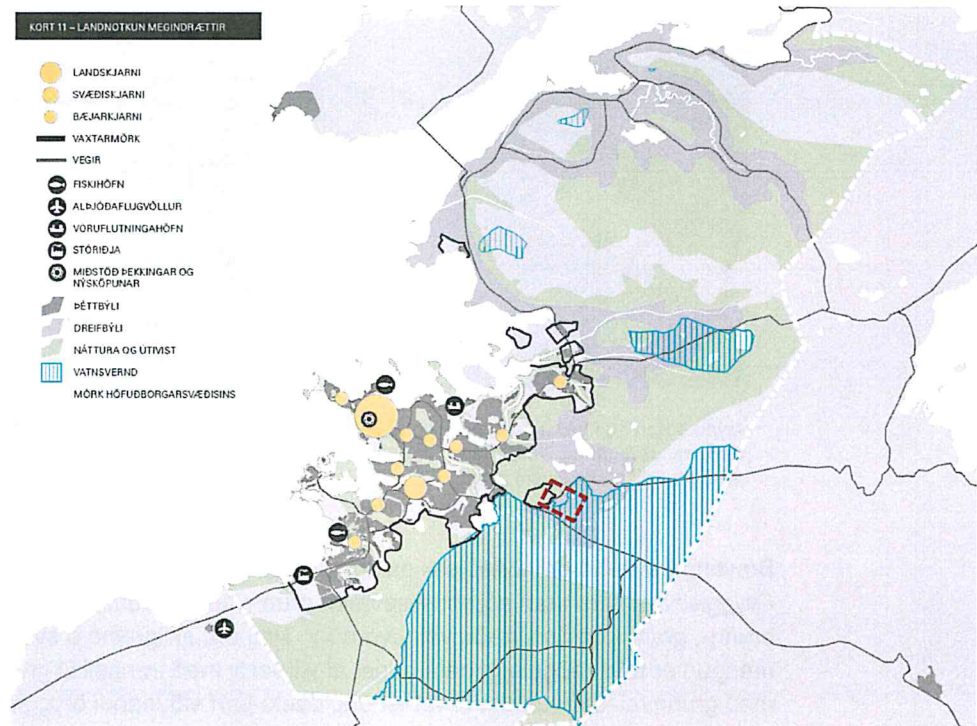 KORT 11 – LANDNOTKUN MEGINDRÆTTIR
LANDSKJARNI
SVÆÐISKJARNI
BÆJARKJARNI
VAXTARMÖRK
VEGIR
FISKIHÖFN
ALÞJÓÐAFLUGVÖLLUR
VÖRUFLUTNINGAHÖFN
STÓRIÐJA
MIÐSTÖÐ ÞEKKINGAR OG
NÝSKÖPUNAR
ÞÉTTBÝLI
DREIFBÝLI
NÁTTÚRA OG ÚTIVIST
VATNSVERND
MÖRK HÖFUÐBORGARSVÆÐISINS